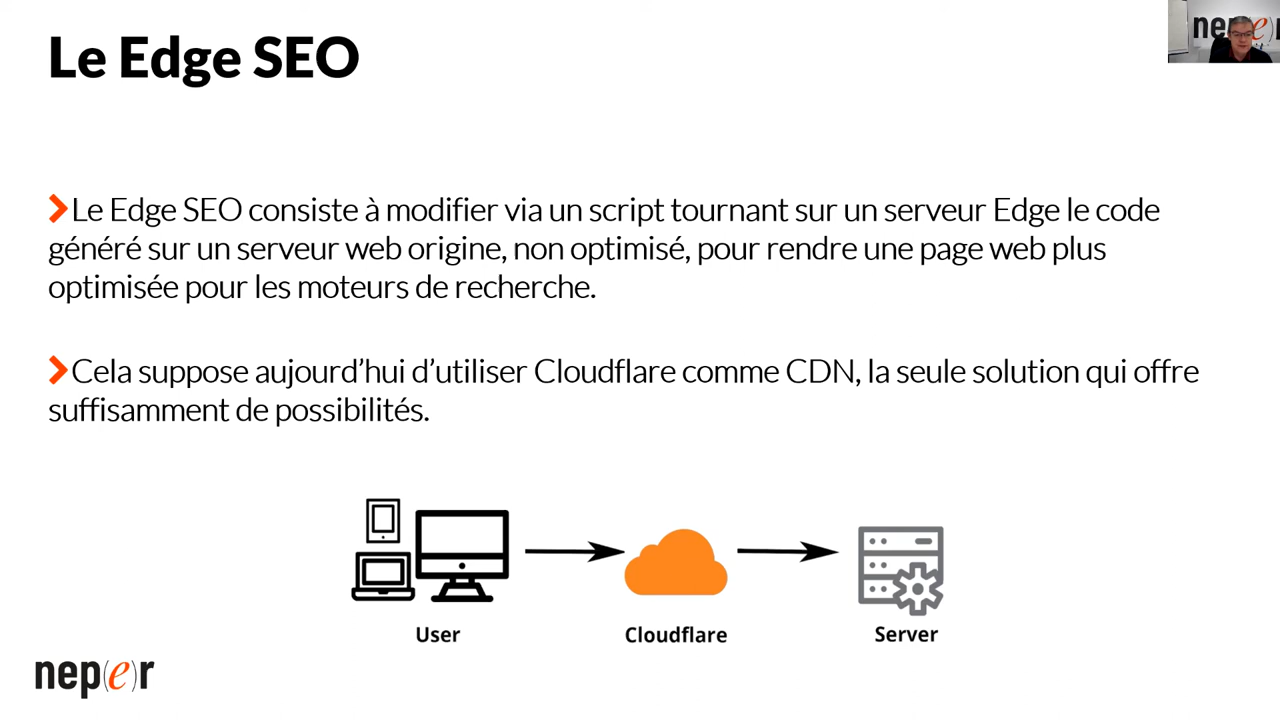 Le Edge SEO
Le Edge SEO consiste à modifier via un script tournant sur un serveur Edge le code
généré sur un serveur web origine, non optimisé, pour rendre une page web plus
optimisée pour les moteurs de recherche.
Cela suppose aujourd’hui d’utiliser Cloudflare comme CDN, la seule solution qui offre
suffisamment de possibilités.
User
Cloudflare
Server
nep(e)r